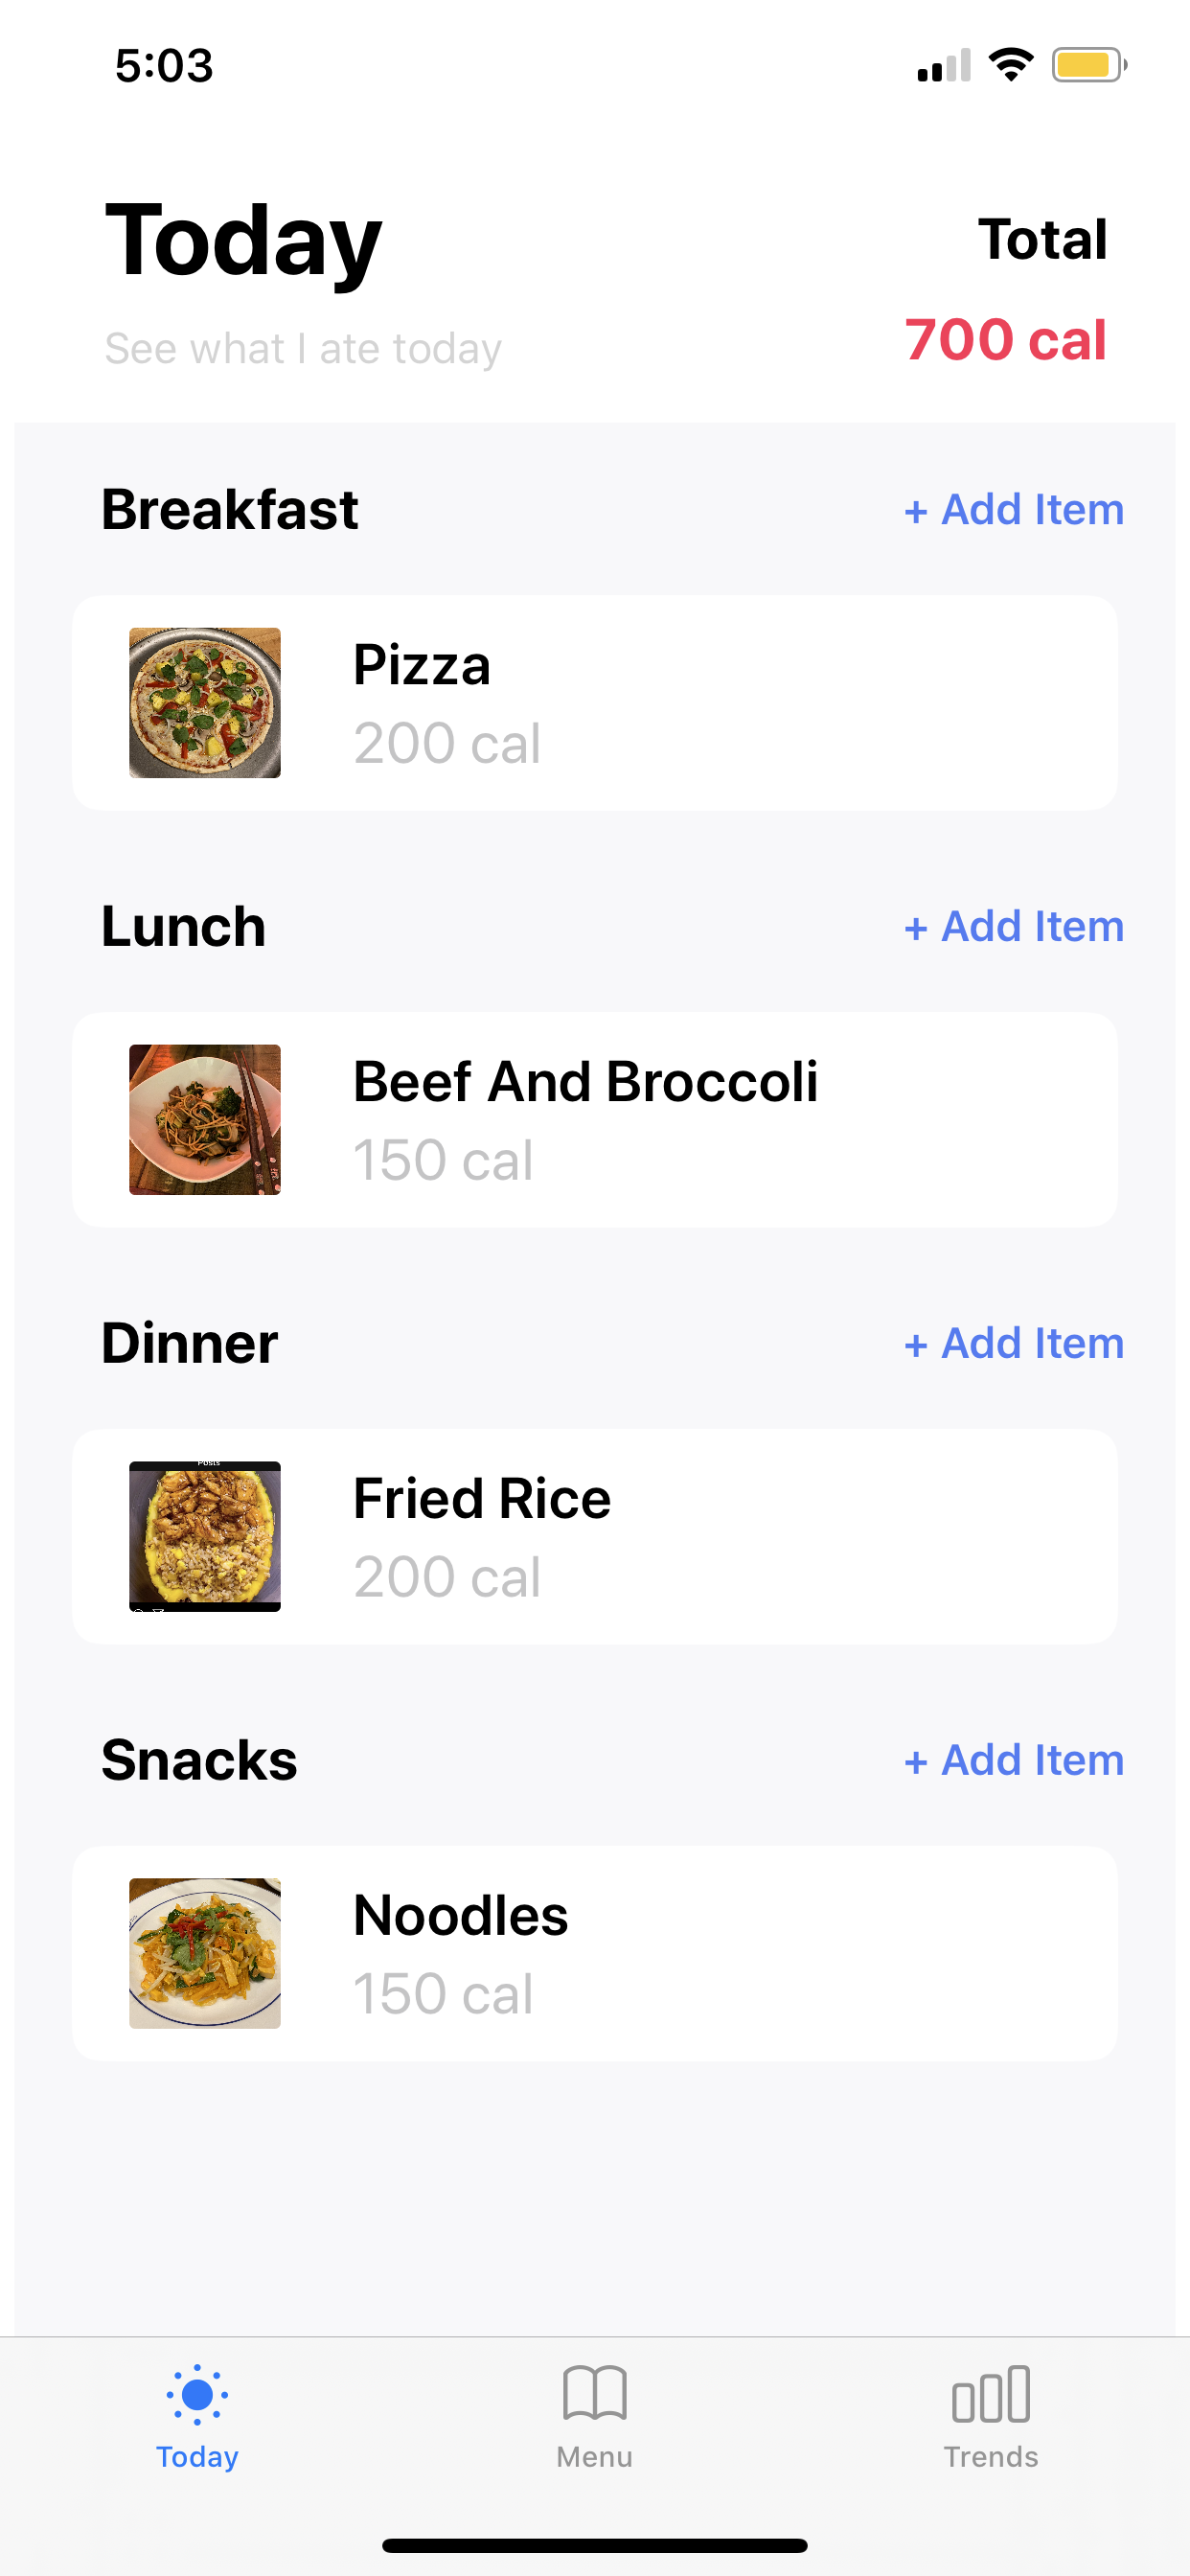 5:03
Today
Total
See what I ate today
700 cal
Breakfast
+ Add Item
Pizza
200 cal
Lunch
+ Add Item
Beef And Broccoli
150 cal
Dinner
+ Add Item
Posts
Fried Rice
200 cal
Snacks
+ Add Item
Noodles
150 cal
Today
Menu
Trends